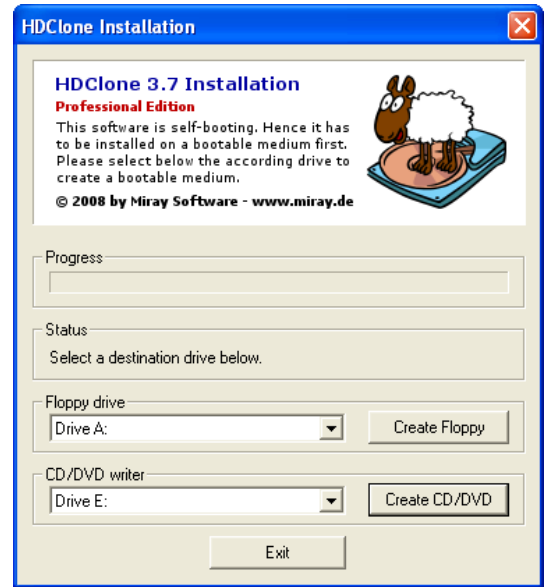 HDClone Installation
HDClone 3.7 Installation
Professional Edition
This software is self-booting. Hence it has
to be installed on a bootable medium first.
Please select below the according drive to
create a bootable medium.
© 2008 by Miray Software - www.miray.de
Progress
Status
Select a destination drive below.
Floppy drive
Drive A:
Create Floppy
CD/DVD writer
Drive E:
Create CD/DVD
Exit